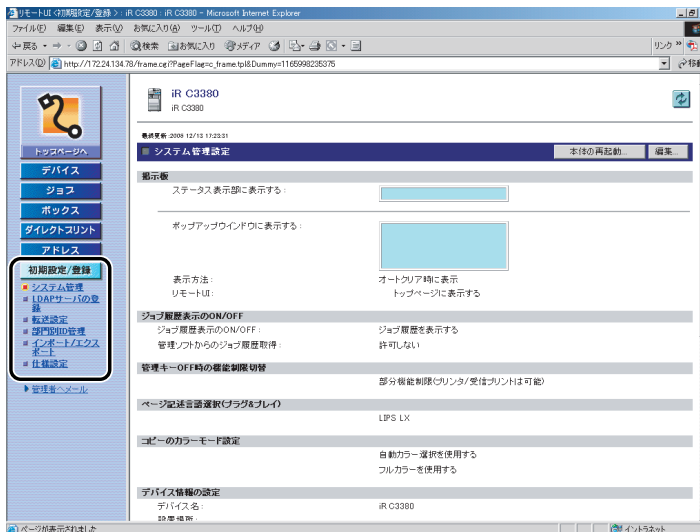 リモートUI <初期設定/登録> : iR C3380 : iR C3380 - Microsoft Internet Explorer
ファイル(F) 編集(E) 表示(V) お気に入り(A) ツール(T) ヘルプ(H)
戻る 検索 お気に入り メディア リンク »
アドレス(D) http://172.24.134.78/frame.cgi?PageFlag=c_frame.tpl&Dummy=1165998235375 移動
トップページへ
デバイス
ジョブ
ボックス
ダイレクトプリント
アドレス
初期設定/登録
システム管理
LDAPサーバの登
録
転送設定
部門別ID管理
インポート/エクス
ポート
仕様設定
管理者へメール
iR C3380
iR C3380
最終更新 :2006 12/13 17:23:31
システム管理設定 本体の再起動... 編集...
掲示板
ステータス表示部に表示する :
ポップアップウインドウに表示する :
表示方法 : オートクリア時に表示
リモートUI : トップページに表示する
ジョブ履歴表示のON/OFF
ジョブ履歴表示のON/OFF : ジョブ履歴を表示する
管理ソフトからのジョブ履歴取得 : 許可しない
管理キーOFF時の機能制限切替
部分機能制限(プリンタ/受信プリントは可能)
ページ記述言語選択(プラグ&プレイ)
LIPS LX
コピーのカラーモード設定
自動カラー選択を使用する
フルカラーを使用する
デバイス情報の設定
デバイス名 : iR C3380
設置場所 :
ページが表示されました イントラネット